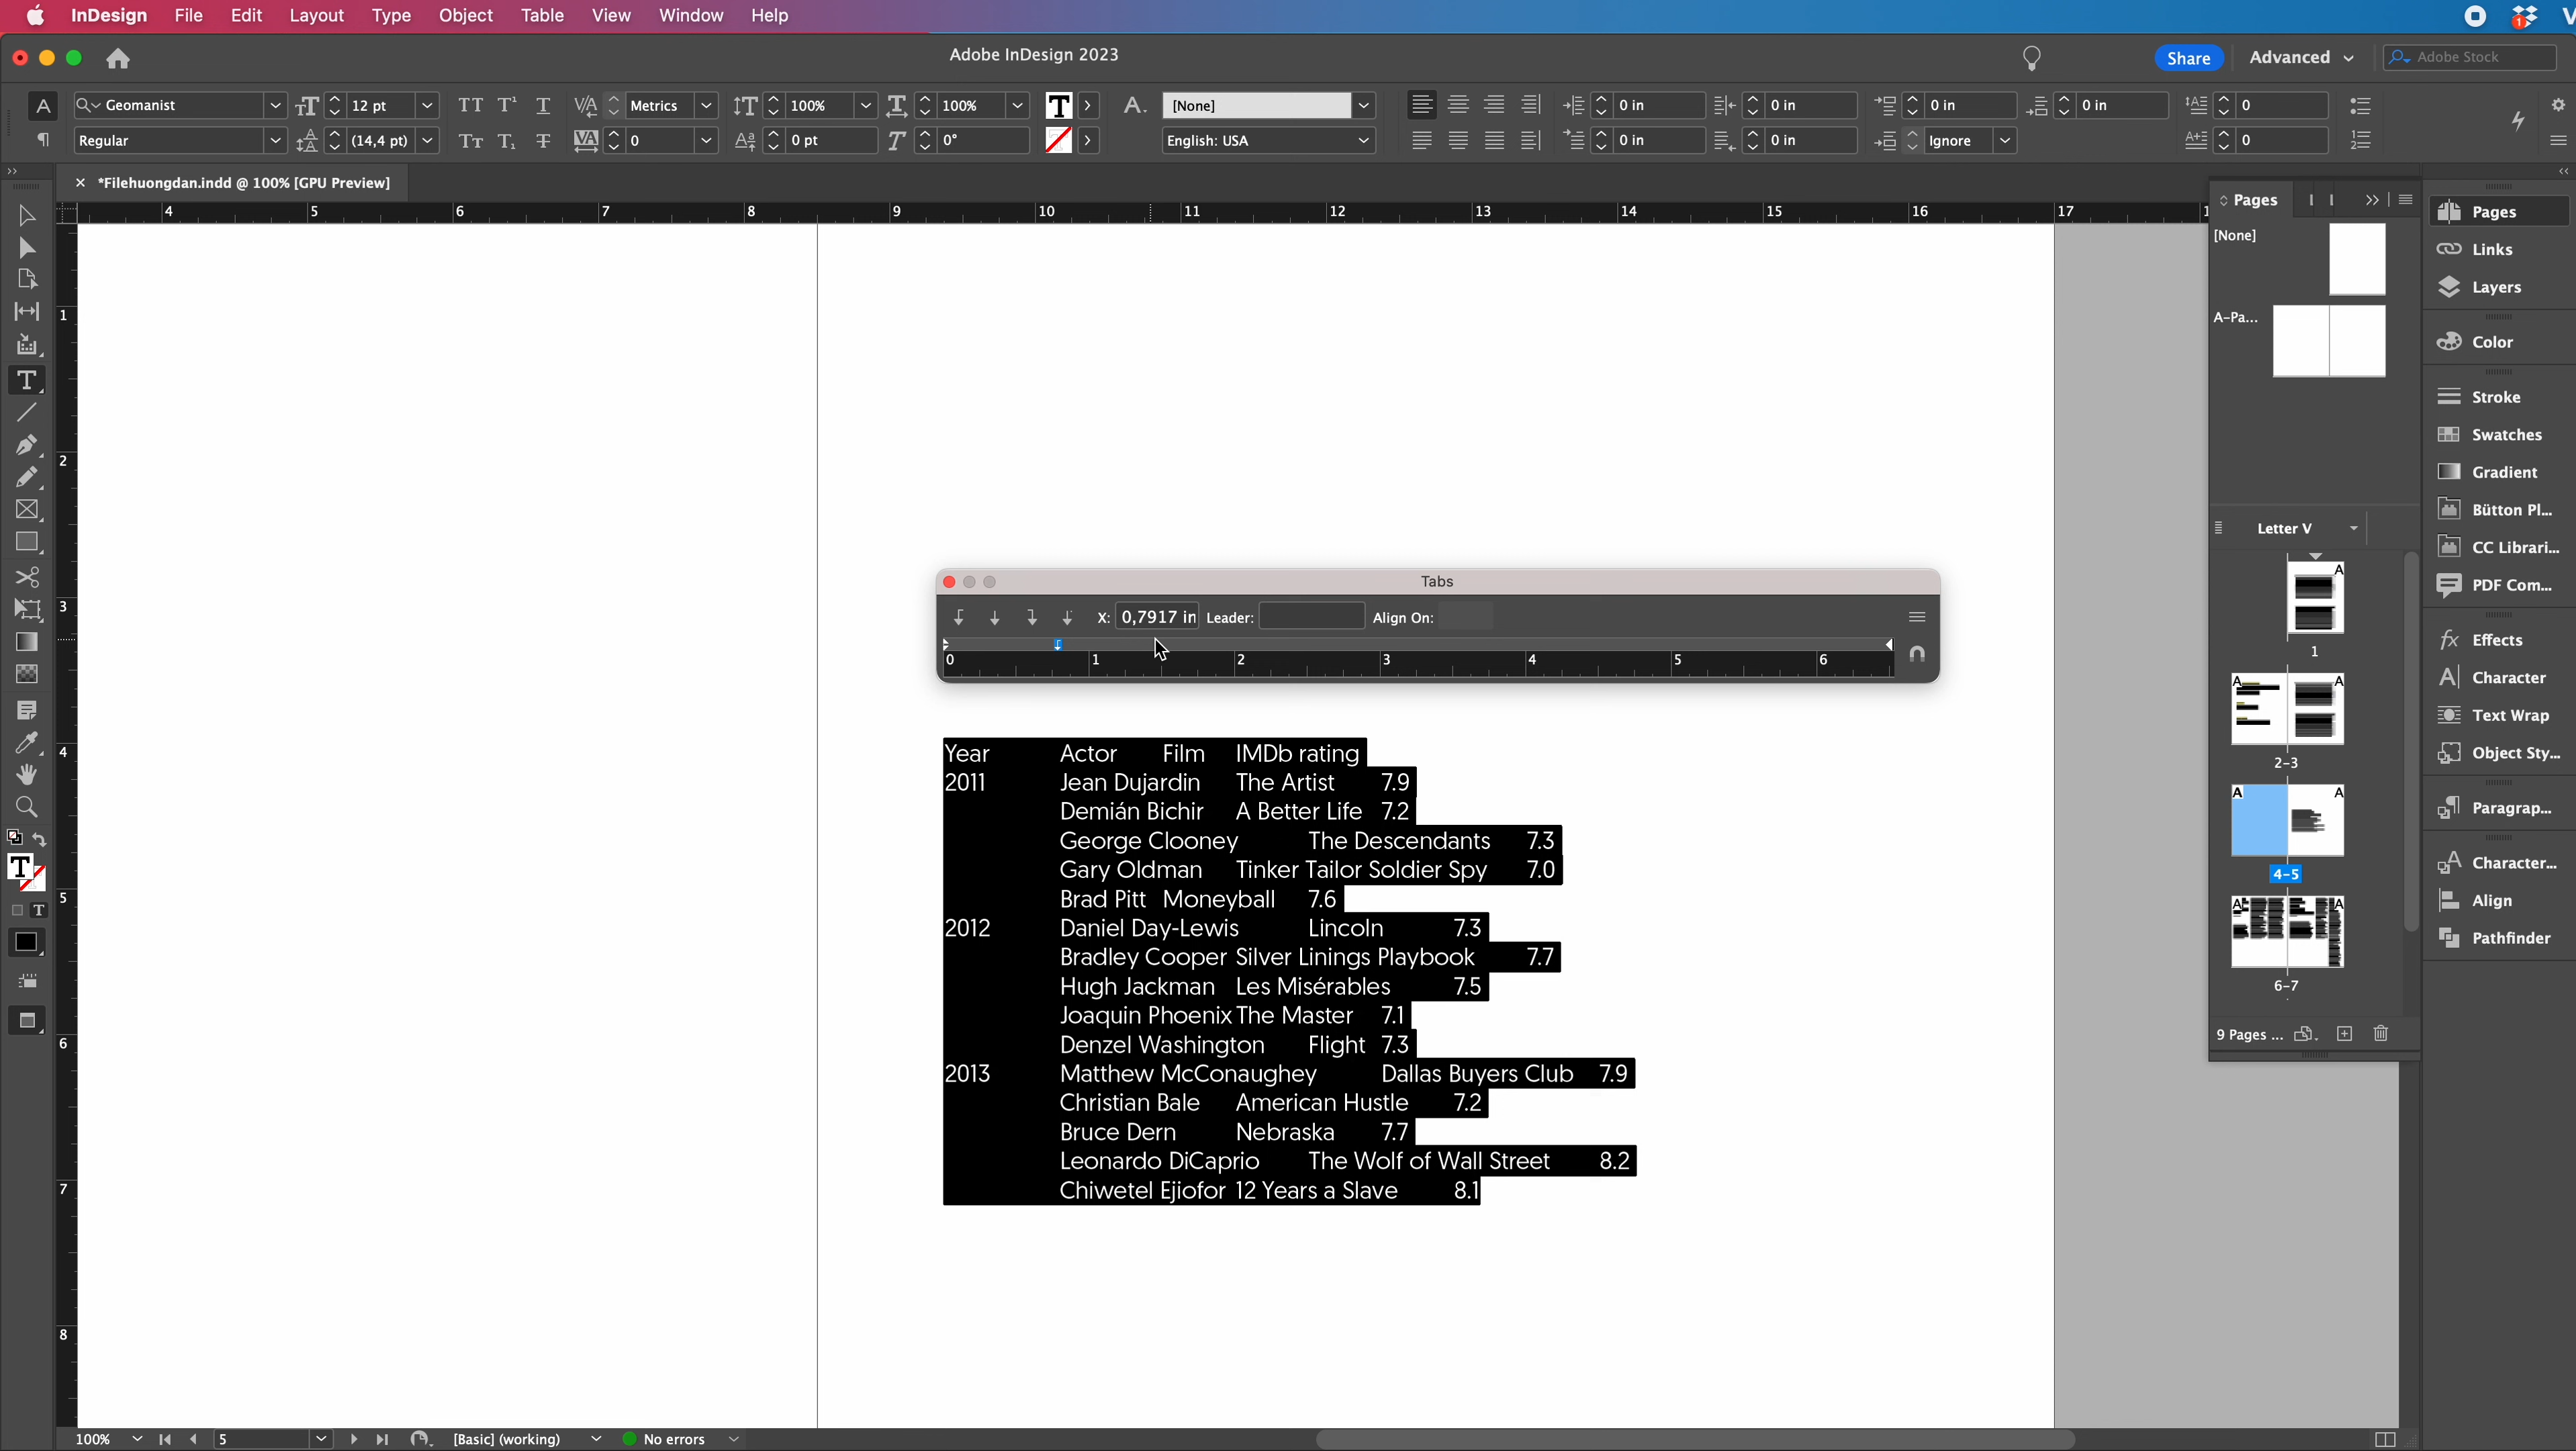 InDesign File Edit Layout Type Object Table View Window Help
Adobe InDesign 2023
Share Advanced Adobe Stock
Geomanist 12 pt Metrics 100% 100% [None] 0 in 0 in 0 in 0 in 0
Regular (14,4 pt) 0 0 pt 0° English: USA 0 in 0 in Ignore 0
*Filehuongdan.indd @ 100% [GPU Preview]
4 5 6 7 8 9 10 11 12 13 14 15 16 17
1
2
3
4
5
6
7
8
Tabs
X: 0,7917 in Leader: Align On:
0 1 2 3 4 5 6
Year Actor Film IMDb rating
2011 Jean Dujardin The Artist 7.9
Demián Bichir A Better Life 7.2
George Clooney The Descendants 7.3
Gary Oldman Tinker Tailor Soldier Spy 7.0
Brad Pitt Moneyball 7.6
2012 Daniel Day-Lewis Lincoln 7.3
Bradley Cooper Silver Linings Playbook 7.7
Hugh Jackman Les Misérables 7.5
Joaquin Phoenix The Master 7.1
Denzel Washington Flight 7.3
2013 Matthew McConaughey Dallas Buyers Club 7.9
Christian Bale American Hustle 7.2
Bruce Dern Nebraska 7.7
Leonardo DiCaprio The Wolf of Wall Street 8.2
Chiwetel Ejiofor 12 Years a Slave 8.1
Pages
[None]
A-Pa...
Letter V
A
1
A A
2-3
A A
4-5
A A
6-7
9 Pages ...
Pages
Links
Layers
Color
Stroke
Swatches
Gradient
Bütton Pl...
CC Librari...
PDF Com...
Effects
Character
Text Wrap
Object Sty...
Paragrap...
Character...
Align
Pathfinder
100% 5 [Basic] (working) No errors